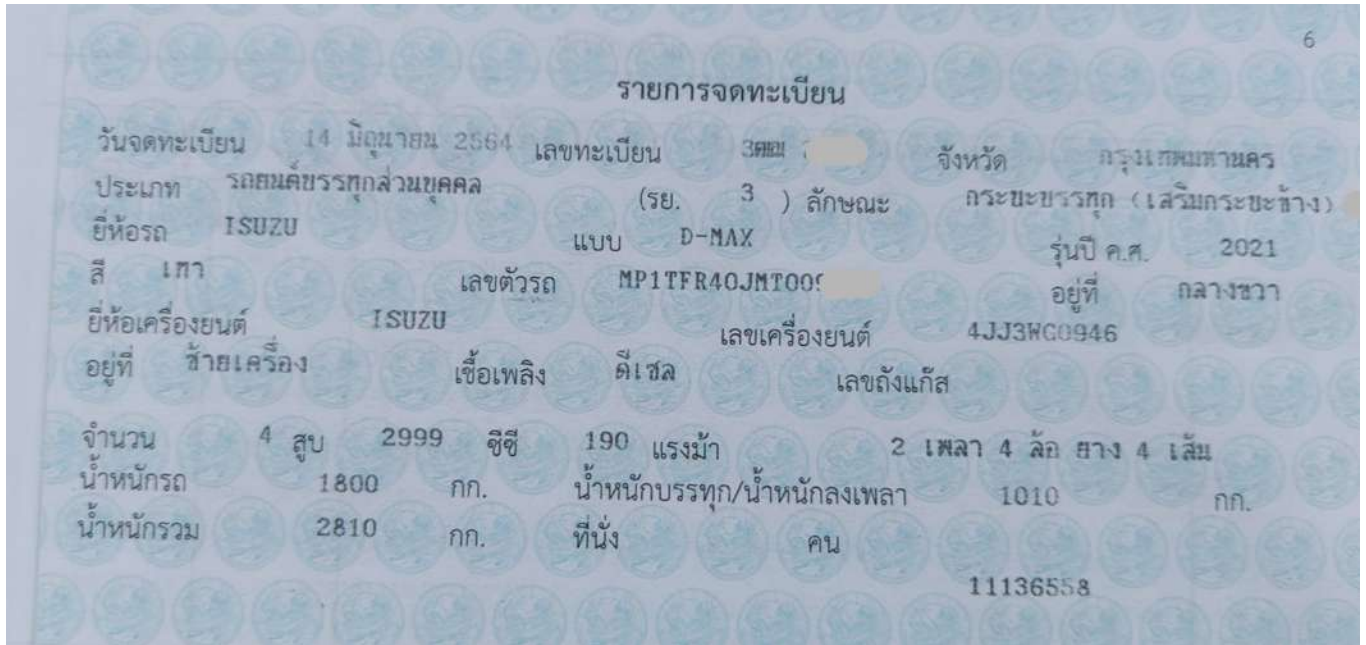 6
รายการจดทะเบียน
วันจดทะเบียน 14 มิถุนายน 2564 เลขทะเบียน 3ฒณ จังหวัด กรุงเทพมหานคร
ประเภท รถยนต์บรรทุกส่วนบุคคล (รย. 3 ) ลักษณะ กระบะบรรทุก (เสริมกระบะข้าง)
ยี่ห้อรถ ISUZU แบบ D-MAX รุ่นปี ค.ศ. 2021
สี เทา เลขตัวรถ MP1TFR40JMT00 อยู่ที่ กลางขวา
ยี่ห้อเครื่องยนต์ ISUZU เลขเครื่องยนต์ 4JJ3WG0946
อยู่ที่ ซ้ายเครื่อง เชื้อเพลิง ดีเซล เลขถังแก๊ส
จำนวน 4 สูบ 2999 ซีซี 190 แรงม้า 2 เพลา 4 ล้อ ยาง 4 เส้น
น้ำหนักรถ 1800 กก. น้ำหนักบรรทุก/น้ำหนักลงเพลา 1010 กก.
น้ำหนักรวม 2810 กก. ที่นั่ง คน
11136558